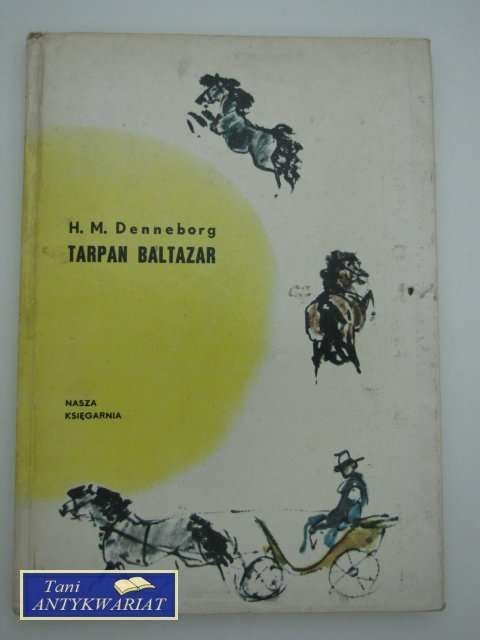 H. M. Denneborg
TARPAN BALTAZAR
NASZA
KSIĘGARNIA
Tani
ANTYKWARIAT